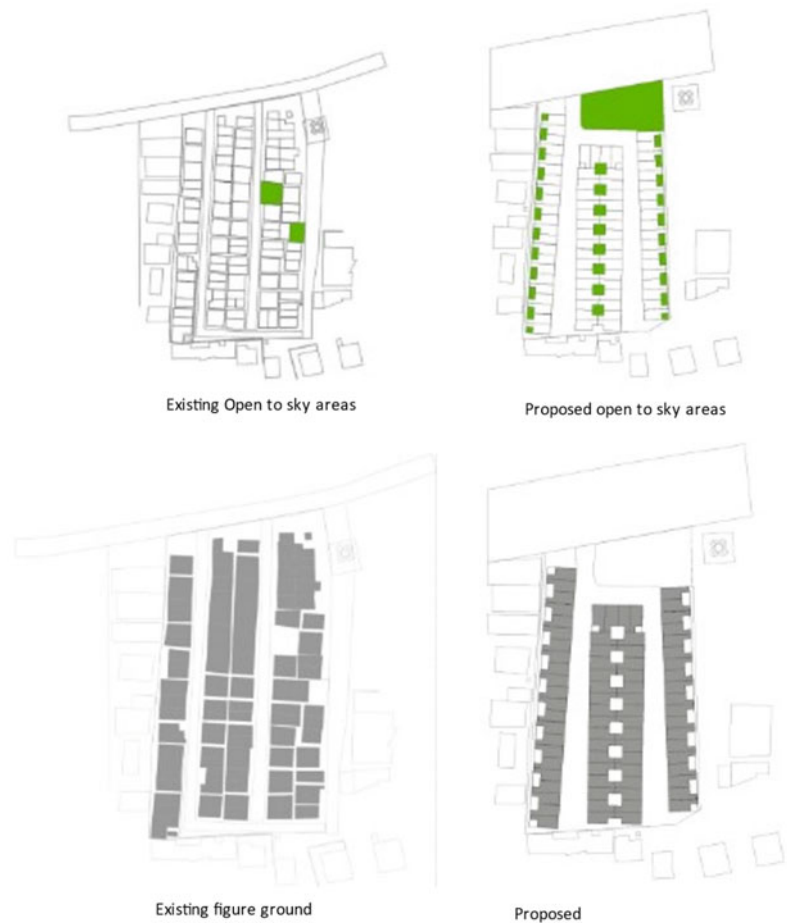 Existing Open to sky areas
Proposed open to sky areas
Existing figure ground
Proposed